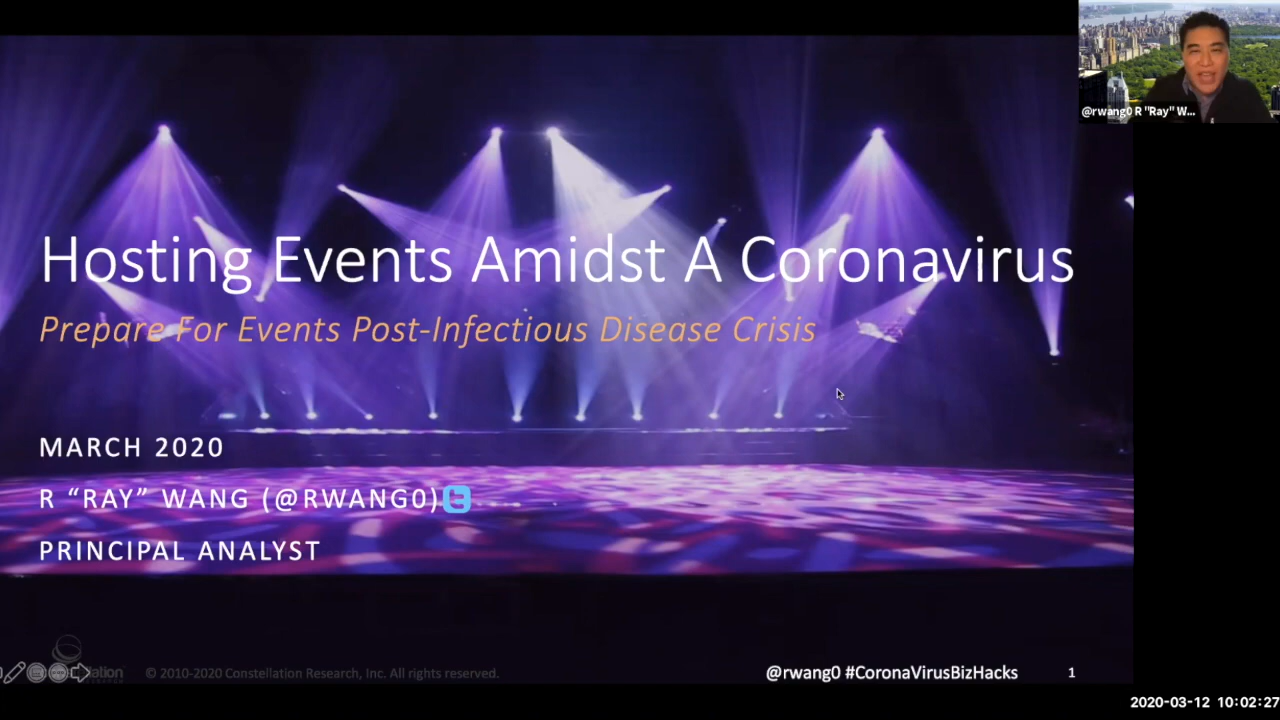 @rwang0 R "Ray" W...
Hosting Events Amidst A Coronavirus
Prepare For Events Post-Infectious Disease Crisis
MARCH 2020
R “RAY” WANG (@RWANG0)
PRINCIPAL ANALYST
© 2010-2020 Constellation Research, Inc. All rights reserved.
@rwang0 #CoronaVirusBizHacks
1
2020-03-12 10:02:27